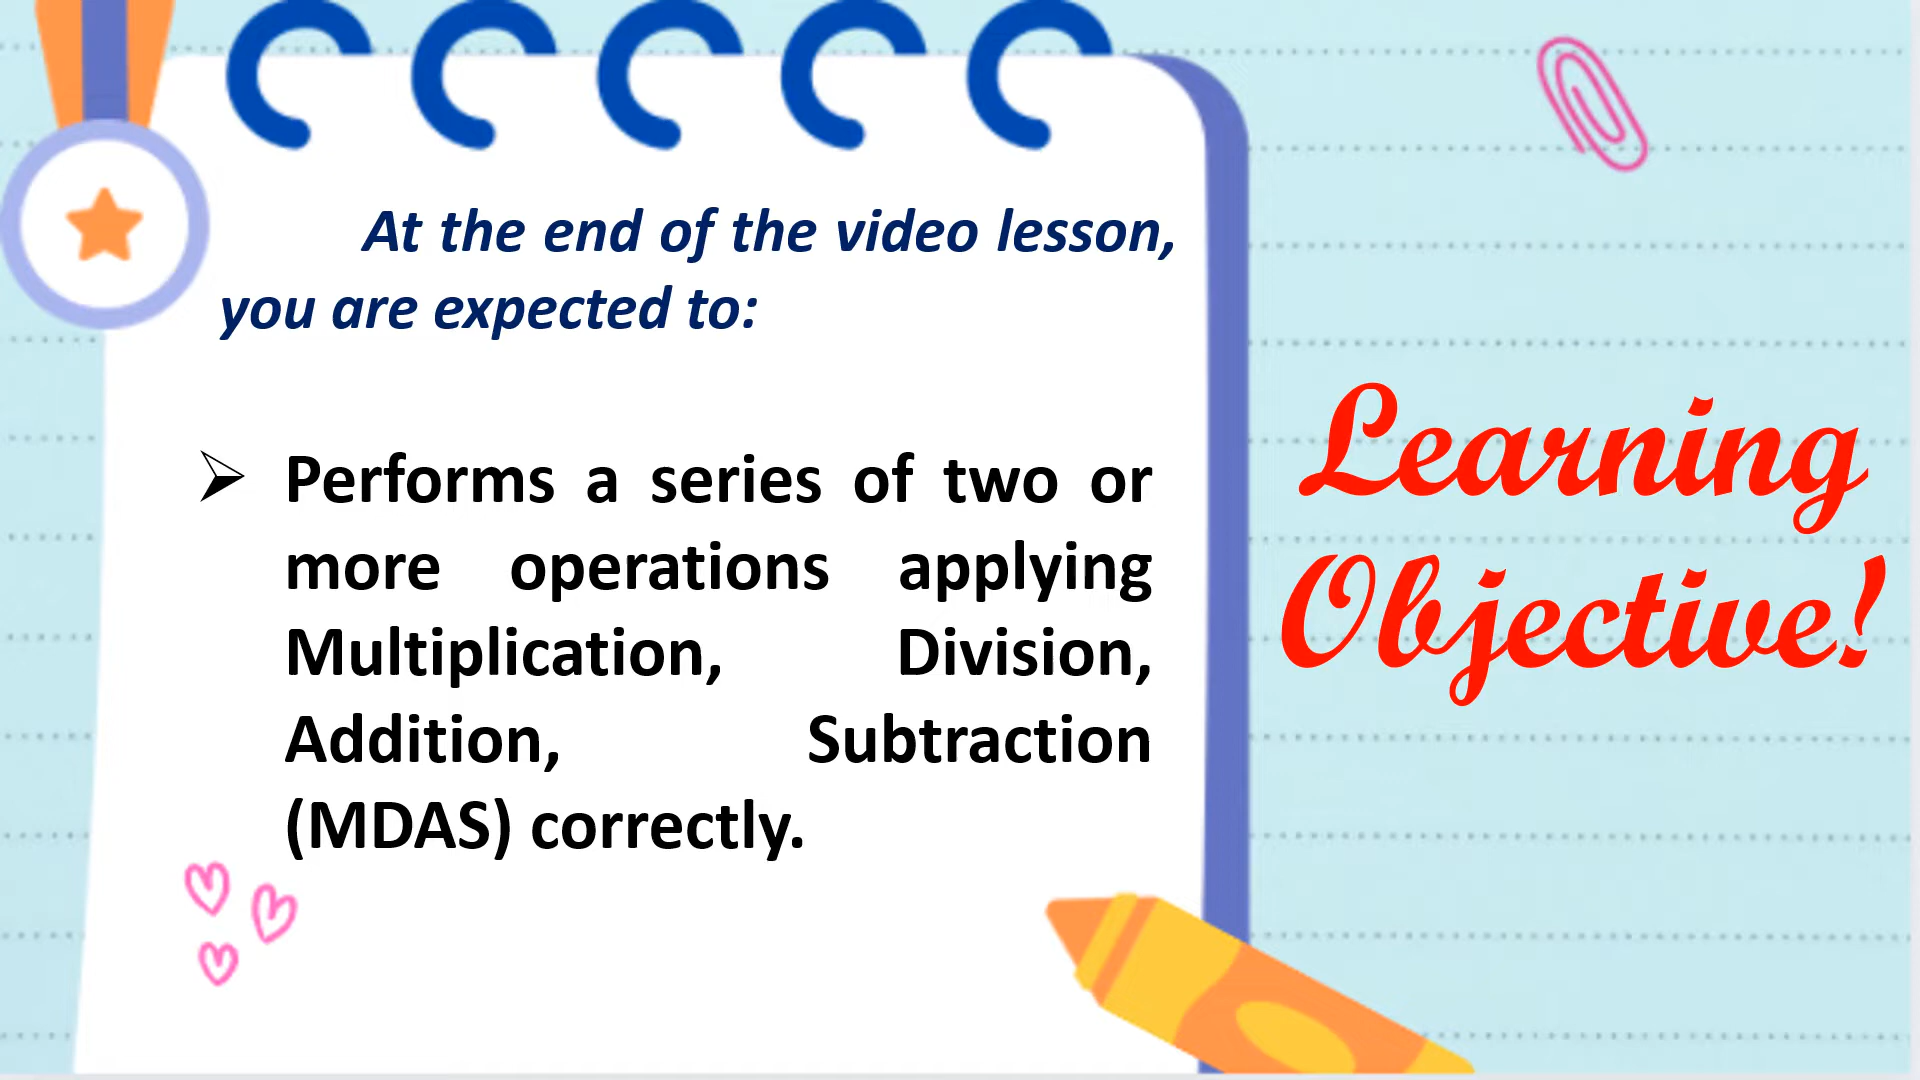 At the end of the video lesson,
you are expected to:
➢ Performs a series of two or
more operations applying
Multiplication, Division,
Addition, Subtraction
(MDAS) correctly.
Learning
Objective!